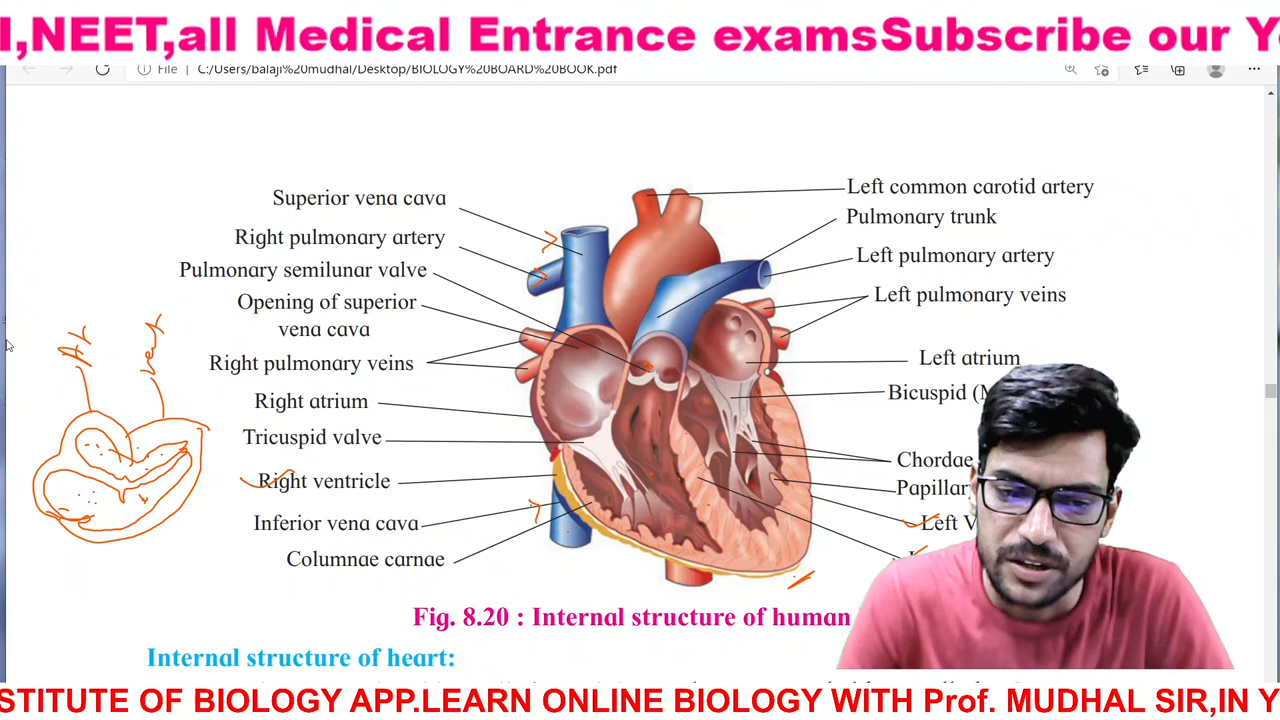 I,NEET,all Medical Entrance examsSubscribe our Y
File
C:/Users/balaji%20mudhal/Desktop/BIOLOGY%20BOARD%20BOOK.pdf
Superior vena cava
Right pulmonary artery
Pulmonary semilunar valve
Opening of superior
vena cava
Right pulmonary veins
Right atrium
Tricuspid valve
Right ventricle
Inferior vena cava
Columnae carnae
Left common carotid artery
Pulmonary trunk
Left pulmonary artery
Left pulmonary veins
Left atrium
Bicuspid (M
Chordae
Papillar
Left V
Fig. 8.20 : Internal structure of human
Internal structure of heart:
STITUTE OF BIOLOGY APP.LEARN ONLINE BIOLOGY WITH Prof. MUDHAL SIR,IN Y